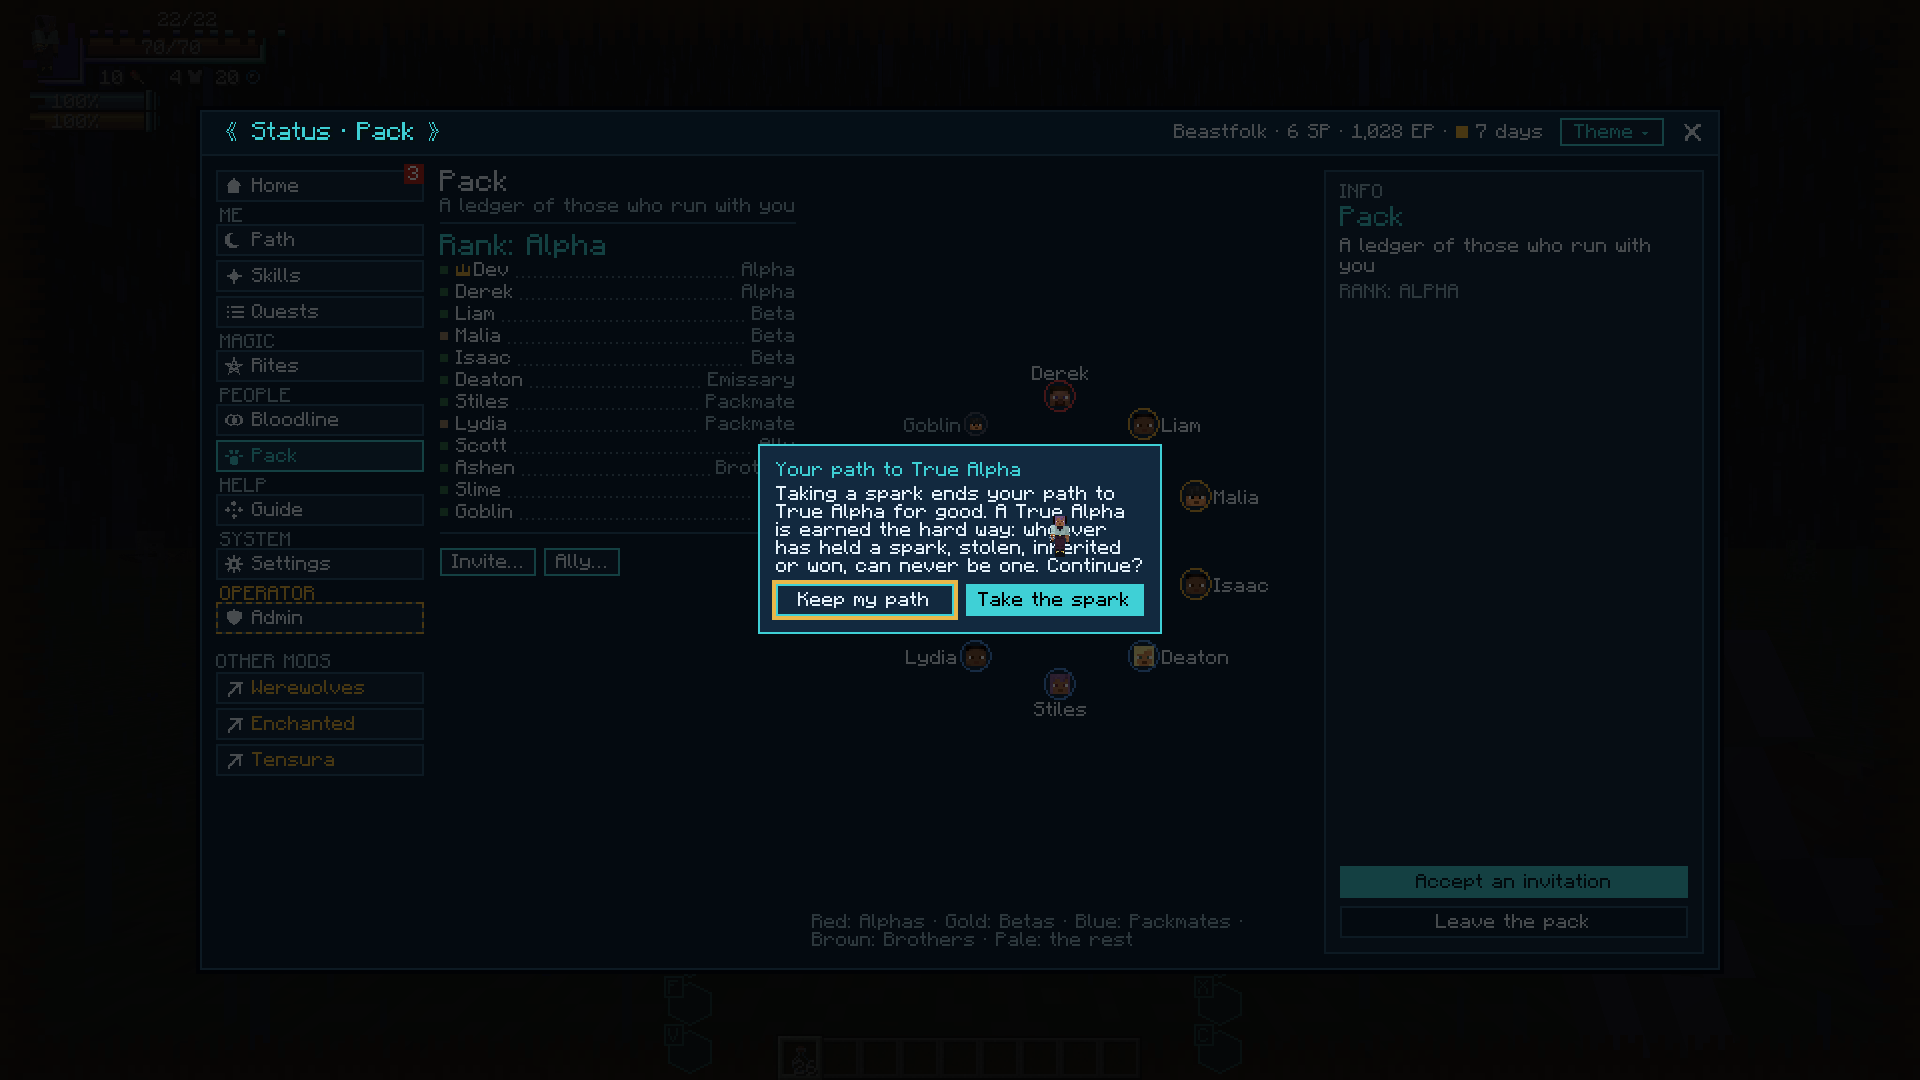 22/22
70/70
10 4 20
100%
100%
《 Status · Pack 》
Beastfolk · 6 SP · 1,028 EP · 7 days
Theme
Home
3
ME
Path
Skills
Quests
MAGIC
Rites
PEOPLE
Bloodline
Pack
HELP
Guide
SYSTEM
Settings
OPERATOR
Admin
OTHER MODS
Werewolves
Enchanted
Tensura
Pack
A ledger of those who run with you
Rank: Alpha
Dev Alpha
Derek Alpha
Liam Beta
Malia Beta
Isaac Beta
Deaton Emissary
Stiles Packmate
Lydia Packmate
Scott
Ashen
Slime
Goblin
Invite...
Ally...
Derek
Goblin
Liam
Malia
Isaac
Lydia
Deaton
Stiles
Your path to True Alpha
Taking a spark ends your path to
True Alpha for good. A True Alpha
is earned the hard way: whoever
has held a spark, stolen, inherited
or won, can never be one. Continue?
Keep my path
Take the spark
Red: Alphas · Gold: Betas · Blue: Packmates ·
Brown: Brothers · Pale: the rest
INFO
Pack
A ledger of those who run with
you
RANK: ALPHA
Accept an invitation
Leave the pack
F
V
X
C
26